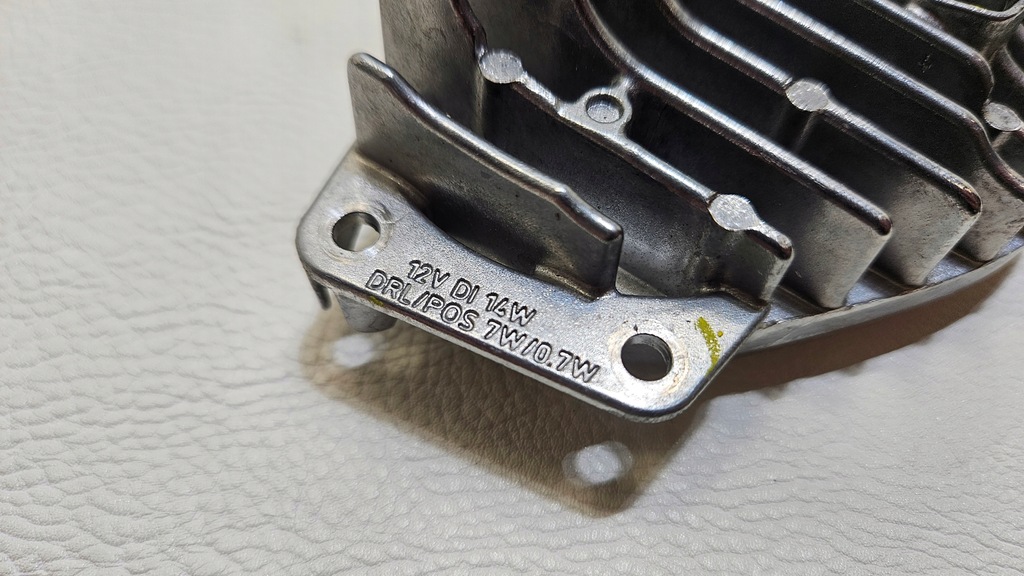 12V DI 14W
DRL/POS 7W/0.7W